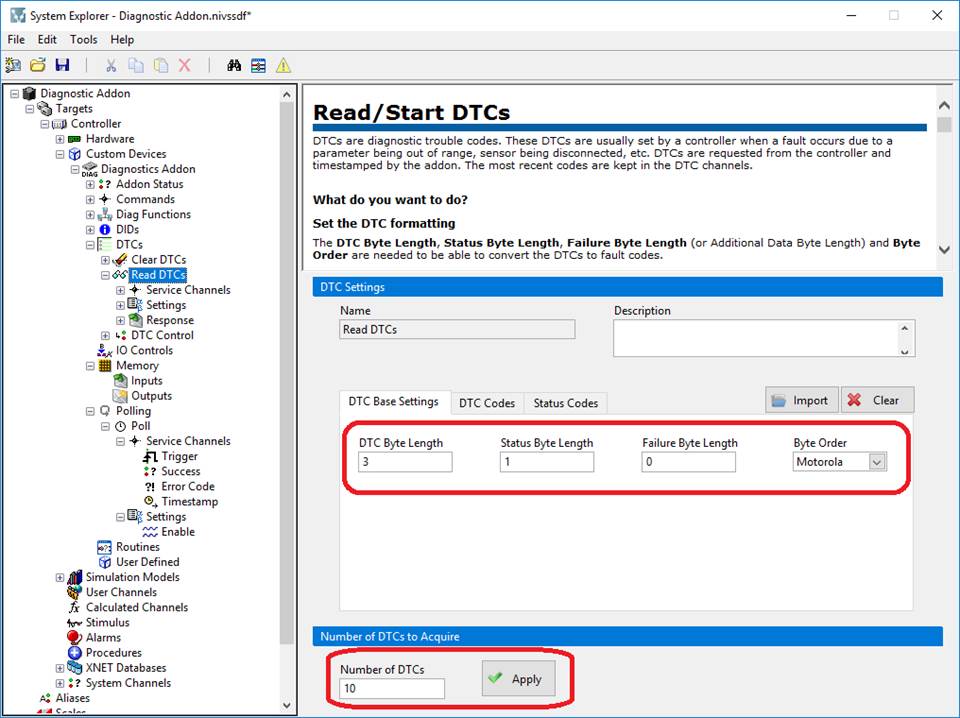 System Explorer - Diagnostic Addon.nivssdf*
File Edit Tools Help
Diagnostic Addon
Targets
Controller
Hardware
Custom Devices
DIAG
Diagnostics Addon
Addon Status
Commands
Diag Functions
DIDs
DTCs
Clear DTCs
Read DTCs
Service Channels
Settings
Response
DTC Control
IO Controls
Memory
Inputs
Outputs
Polling
Poll
Service Channels
Trigger
Success
Error Code
Timestamp
Settings
Enable
Routines
User Defined
Simulation Models
User Channels
Calculated Channels
Stimulus
Alarms
Procedures
XNET Databases
System Channels
Aliases
Scales
Read/Start DTCs
DTCs are diagnostic trouble codes. These DTCs are usually set by a controller when a fault occurs due to a
parameter being out of range, sensor being disconnected, etc. DTCs are requested from the controller and
timestamped by the addon. The most recent codes are kept in the DTC channels.
What do you want to do?
Set the DTC formatting
The DTC Byte Length, Status Byte Length, Failure Byte Length (or Additional Data Byte Length) and Byte
Order are needed to be able to convert the DTCs to fault codes.
DTC Settings
Name Description
Read DTCs
DTC Base Settings DTC Codes Status Codes Import Clear
DTC Byte Length Status Byte Length Failure Byte Length Byte Order
3 1 0 Motorola
Number of DTCs to Acquire
Number of DTCs
10 Apply